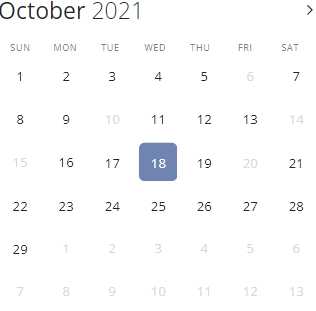 October 2021
SUN MON TUE WED THU FRI SAT
1 2 3 4 5 6 7
8 9 10 11 12 13 14
15 16 17 18 19 20 21
22 23 24 25 26 27 28
29 1 2 3 4 5 6
7 8 9 10 11 12 13